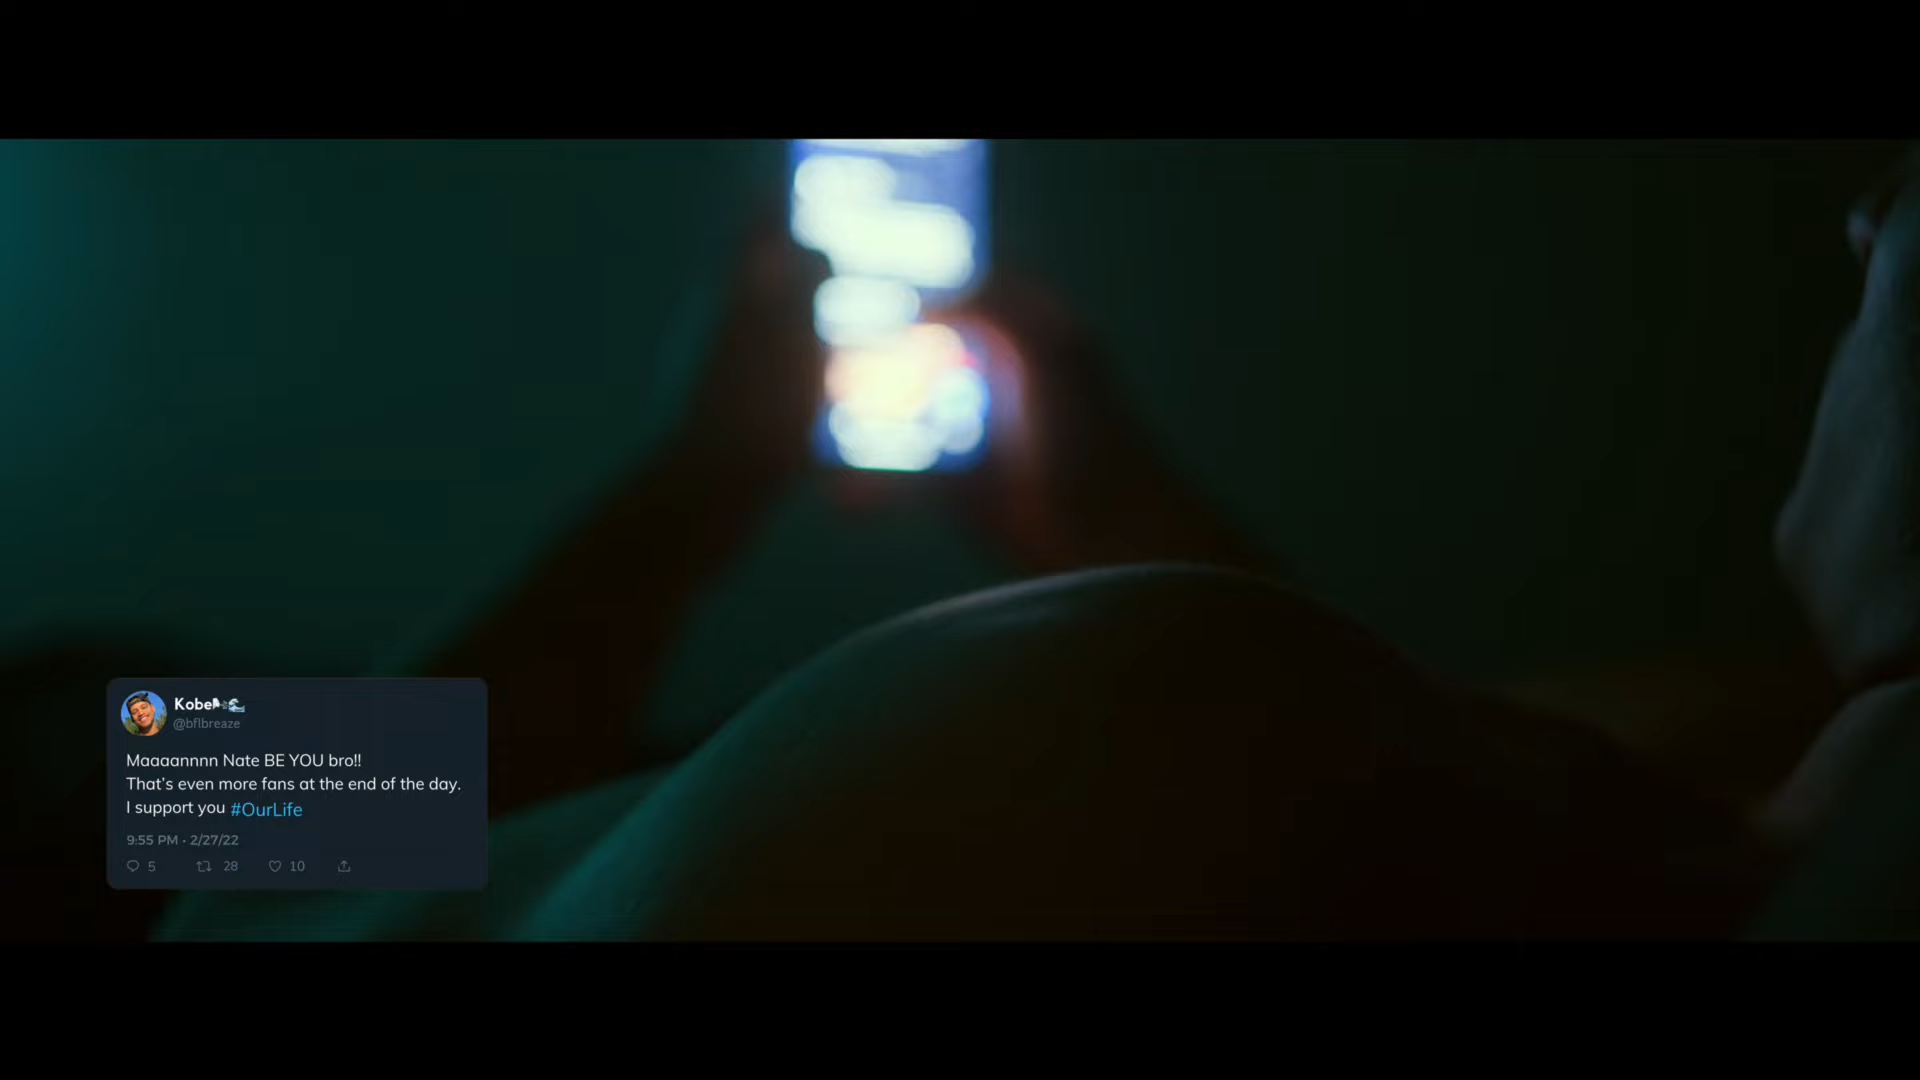 Kobe
@bflbreaze
Maaaannnn Nate BE YOU bro!!
That's even more fans at the end of the day.
I support you #OurLife
9:55 PM · 2/27/22
5 28 10